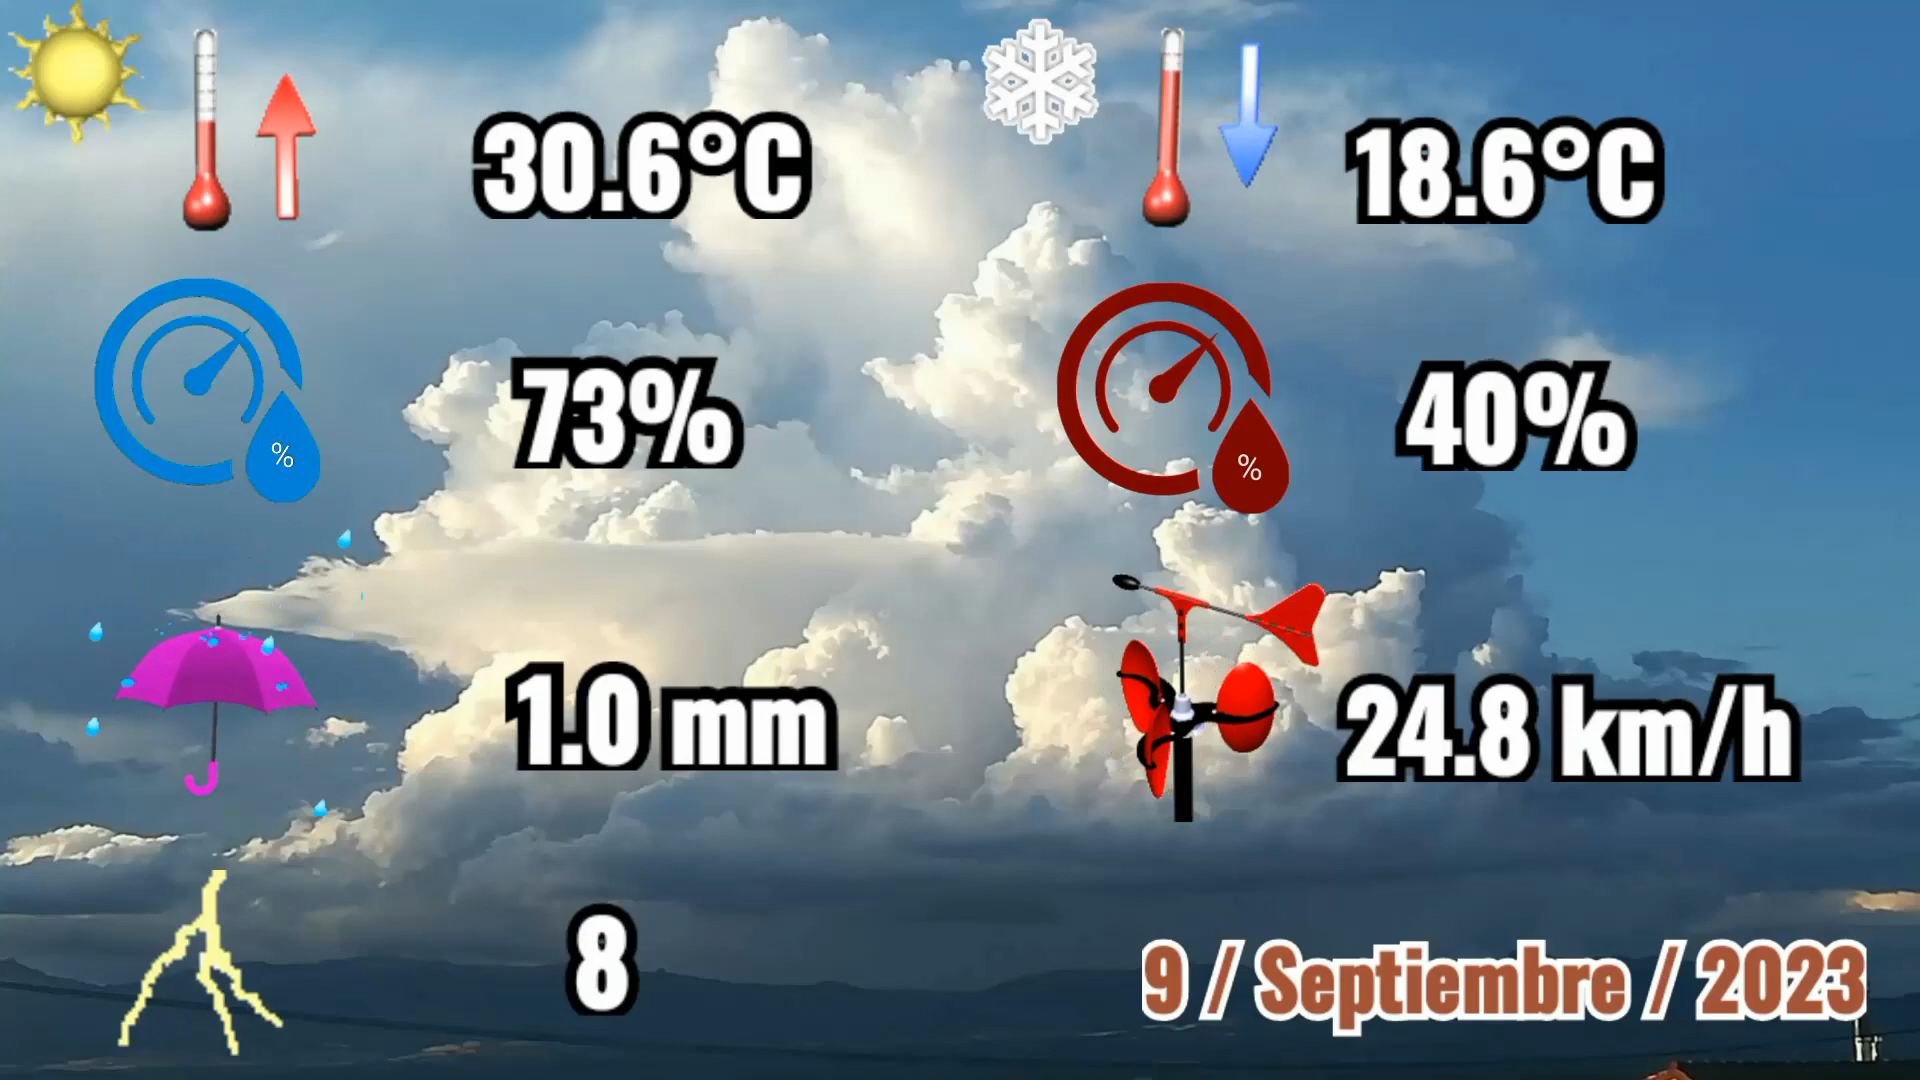 30.6°C
18.6°C
73%
40%
%
%
1.0 mm
24.8 km/h
8
9 / Septiembre / 2023